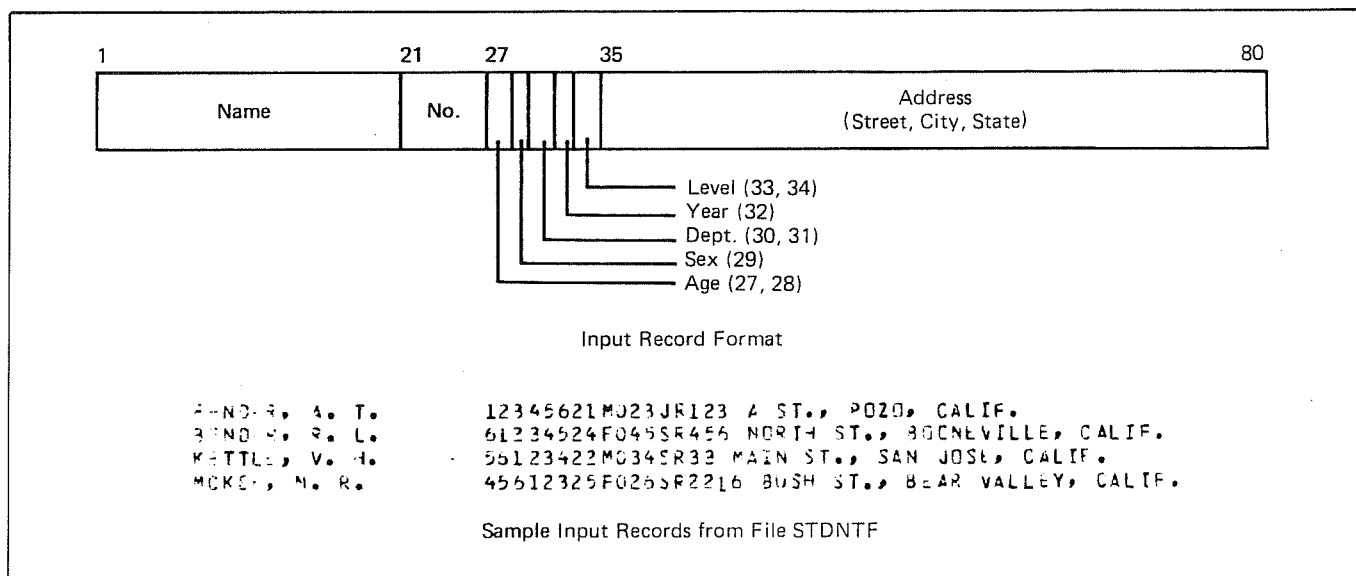 1 21 27 35 80
Name No. Address
(Street, City, State)
Level (33, 34)
Year (32)
Dept. (30, 31)
Sex (29)
Age (27, 28)
Input Record Format
A. T. 12345621M023JR123 A ST., POZO, CALIF.
R. L. 61234524F045SR456 NORTH ST., BOONEVILLE, CALIF.
KETTLE, V. H. 56123422M034SR33 MAIN ST., SAN JOSE, CALIF.
MCKEE, M. R. 45612325F026SR2216 BUSH ST., BEAR VALLEY, CALIF.
Sample Input Records from File STDNTF